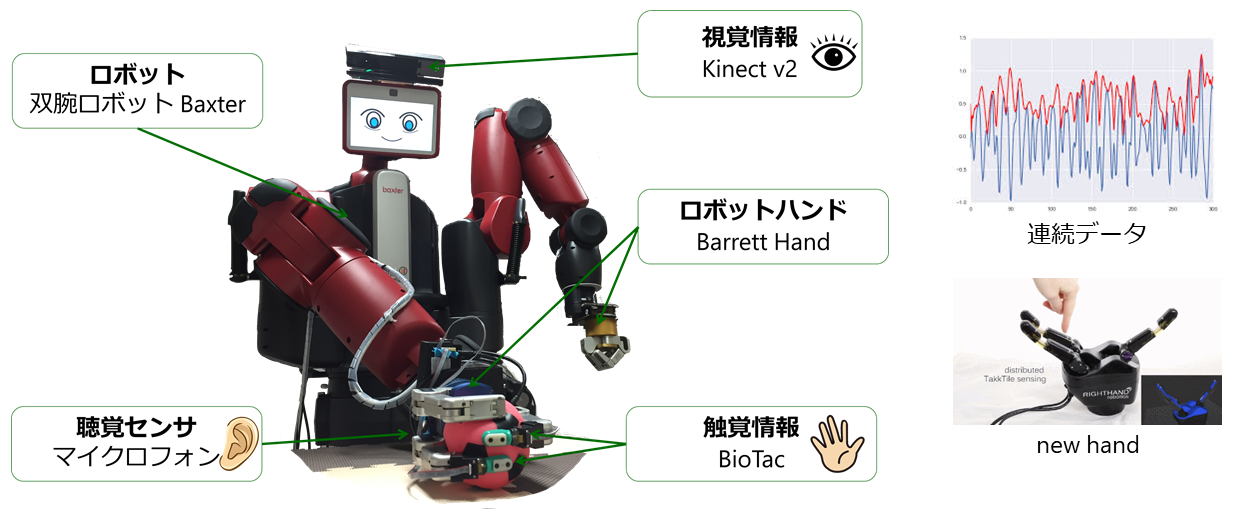 ロボット
双腕ロボット Baxter
視覚情報
Kinect v2
baxter
ロボットハンド
Barrett Hand
聴覚センサ
マイクロフォン
触覚情報
BioTac
1.5
1.0
0.5
0.0
−0.5
−1.0
0
50
100
150
200
250
300
連続データ
distributed
TakkTile sensing
RIGHTHAND
robotics
new hand